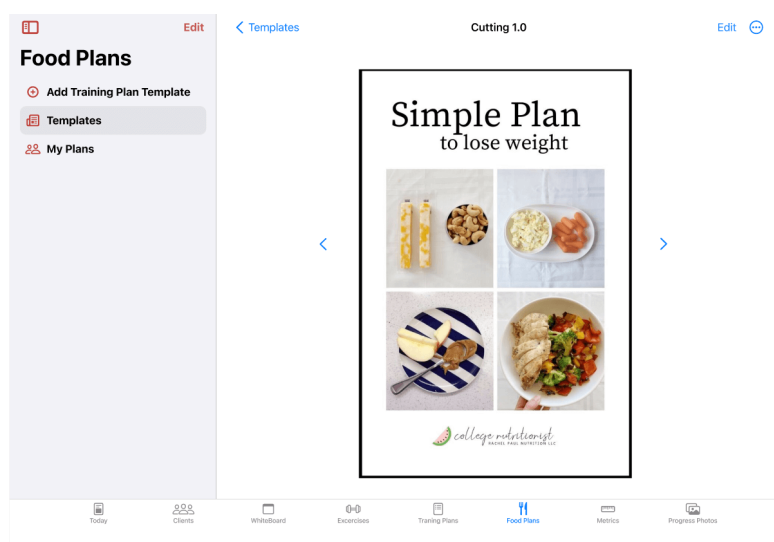 Edit
Food Plans
Add Training Plan Template
Templates
My Plans
Templates
Cutting 1.0
Edit
Simple Plan
to lose weight
college nutritionist
RACHEL PAUL NUTRITION LLC
Today
Clients
WhiteBoard
Excercises
Traning Plans
Food Plans
Metrics
Progress Photos